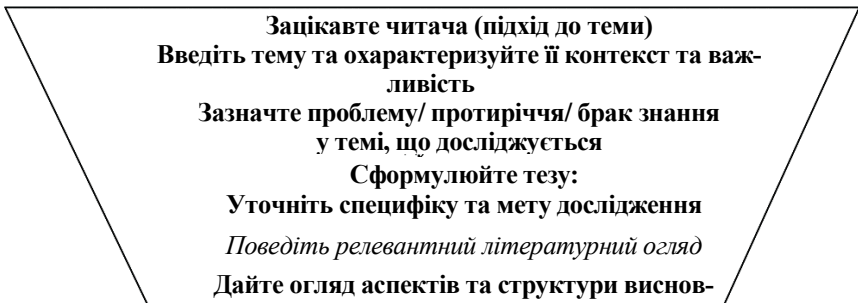 Зацікавте читача (підхід до теми)
Введіть тему та охарактеризуйте її контекст та важ-
ливість
Зазначте проблему/ протиріччя/ брак знання
у темі, що досліджується
Сформулюйте тезу:
Уточніть специфіку та мету дослідження
Поведіть релевантний літературний огляд
Дайте огляд аспектів та структури виснов-